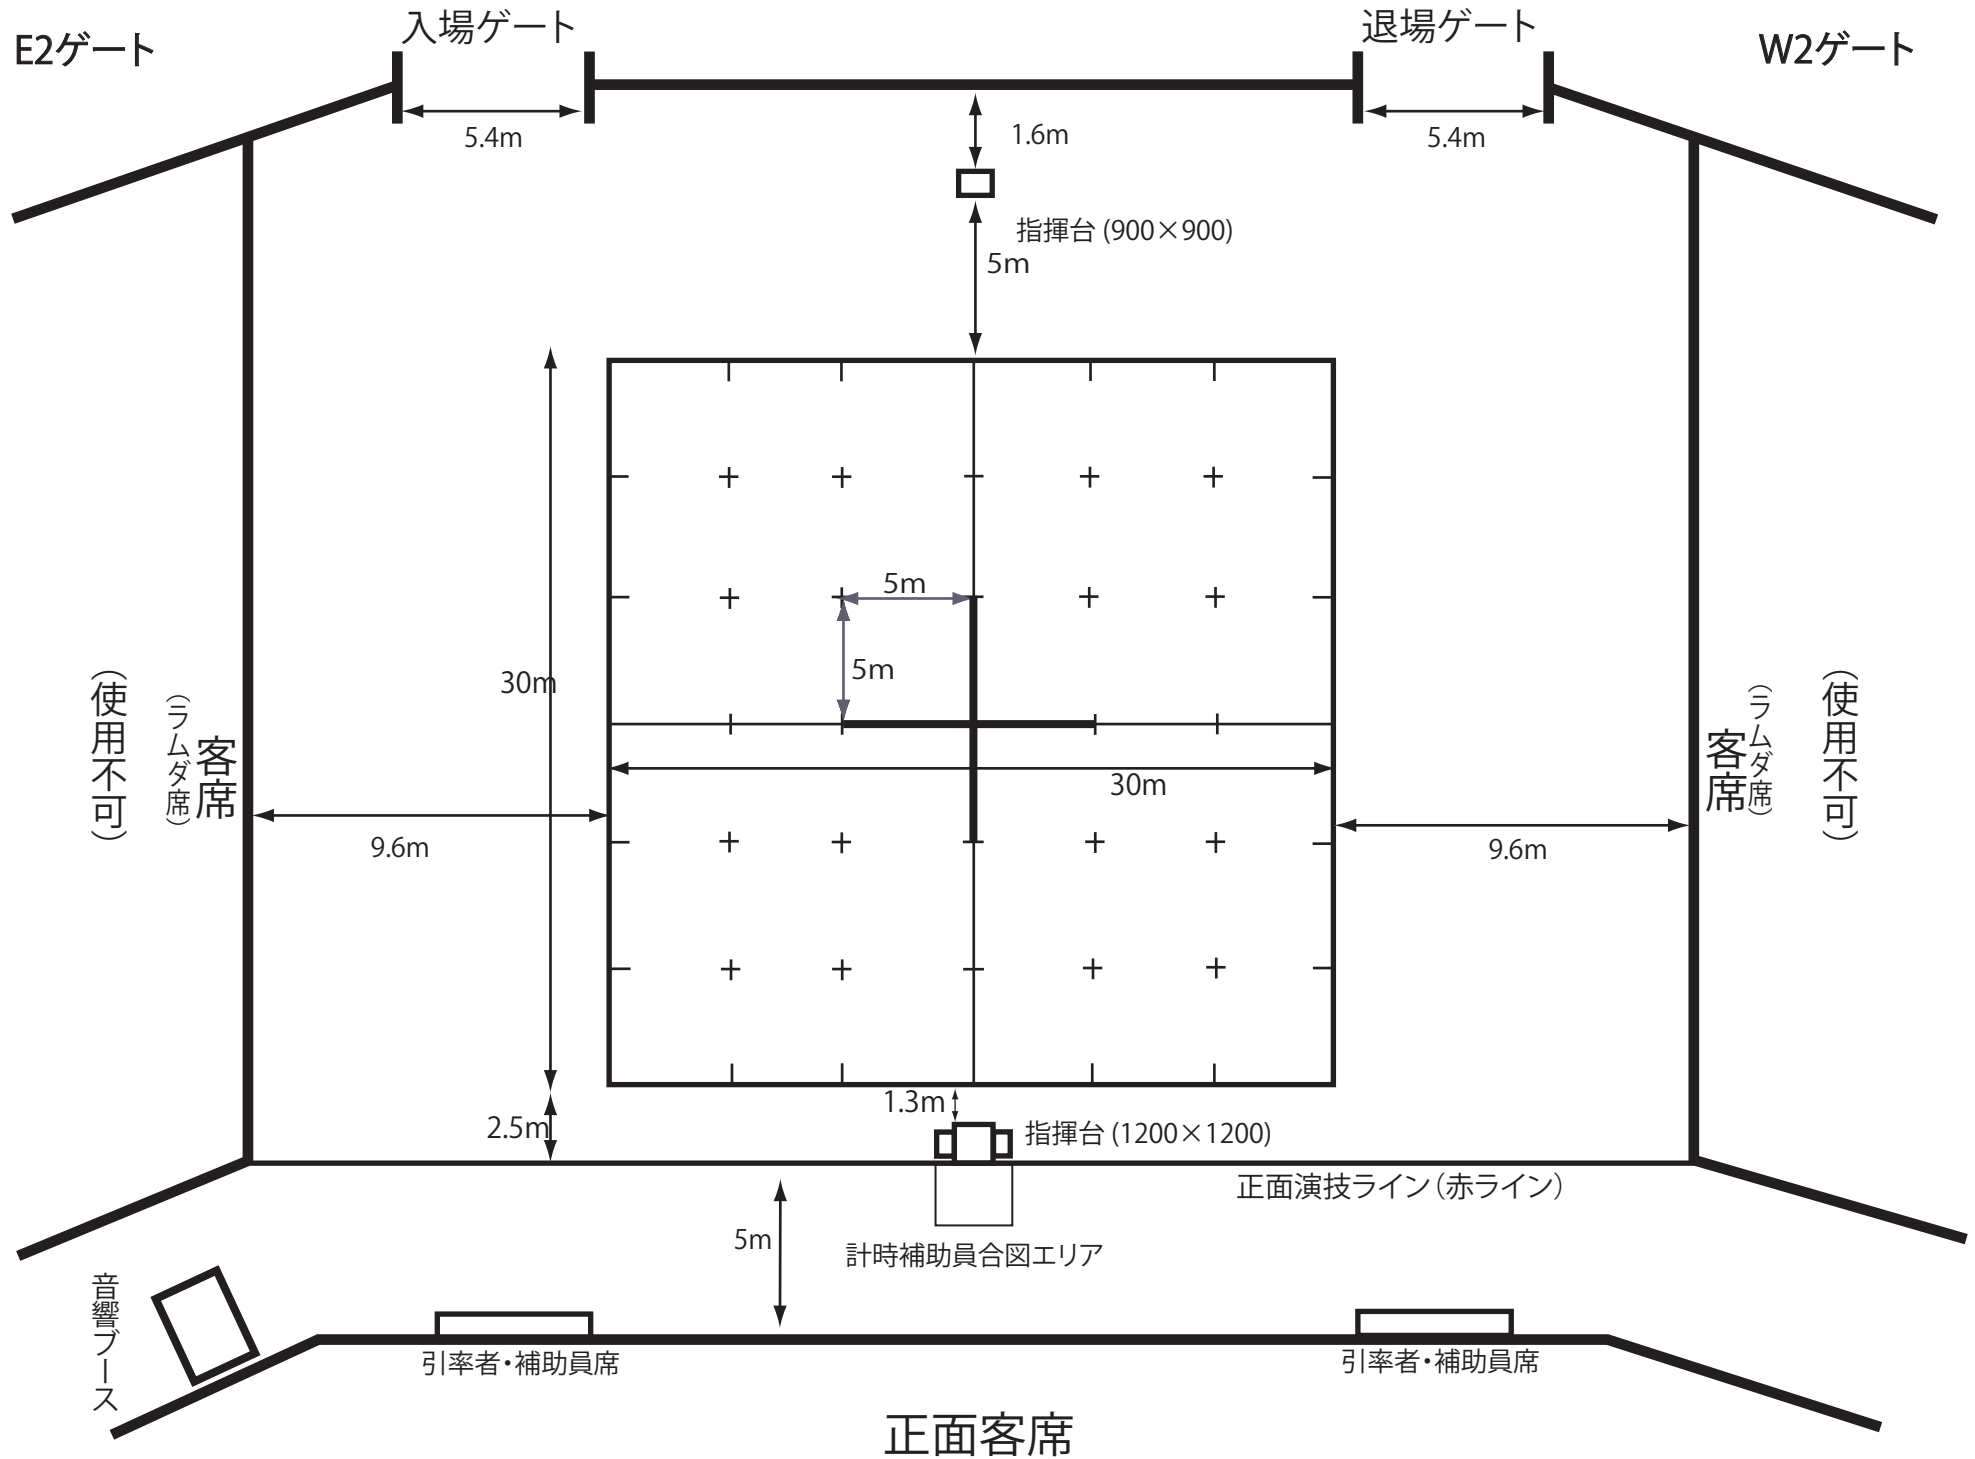 入場ゲート
退場ゲート
E2ゲート
W2ゲート
5.4m
1.6m
5.4m
指揮台 (900×900)
5m
5m
5m
30m
30m
(使用不可)
(ラムダ席)
客席
客席
(ラムダ席)
(使用不可)
9.6m
9.6m
1.3m
2.5m
指揮台 (1200×1200)
正面演技ライン(赤ライン)
5m
計時補助員合図エリア
音響ブース
引率者・補助員席
引率者・補助員席
正面客席